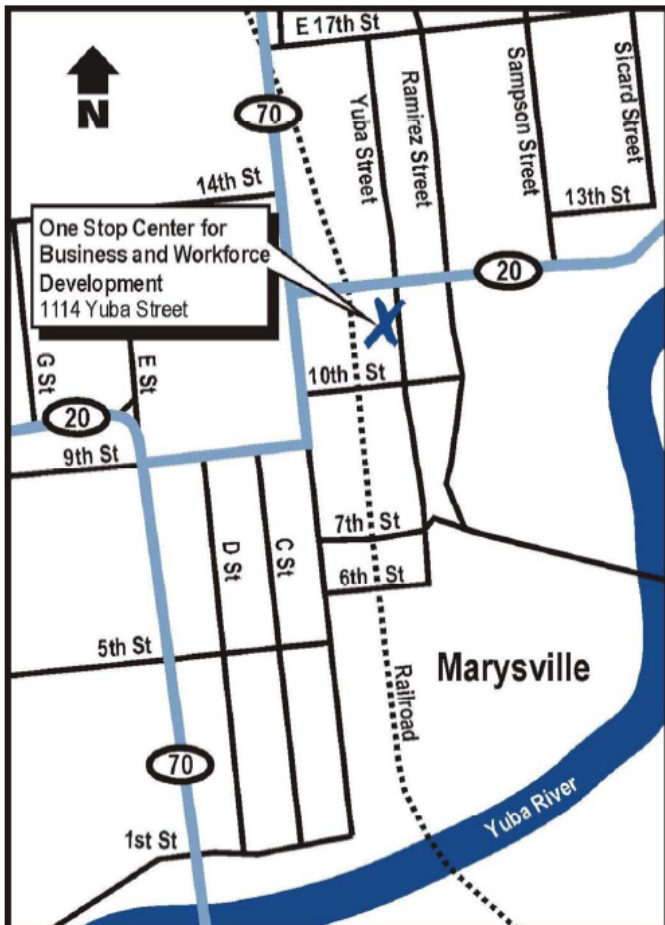 E 17th St
N
70
Yuba Street
Ramirez Street
Sampson Street
Sicard Street
14th St
13th St
One Stop Center for
Business and Workforce
Development
1114 Yuba Street
20
G St
E St
10th St
20
9th St
D St
C St
7th St
6th St
5th St
Railroad
Marysville
70
Yuba River
1st St